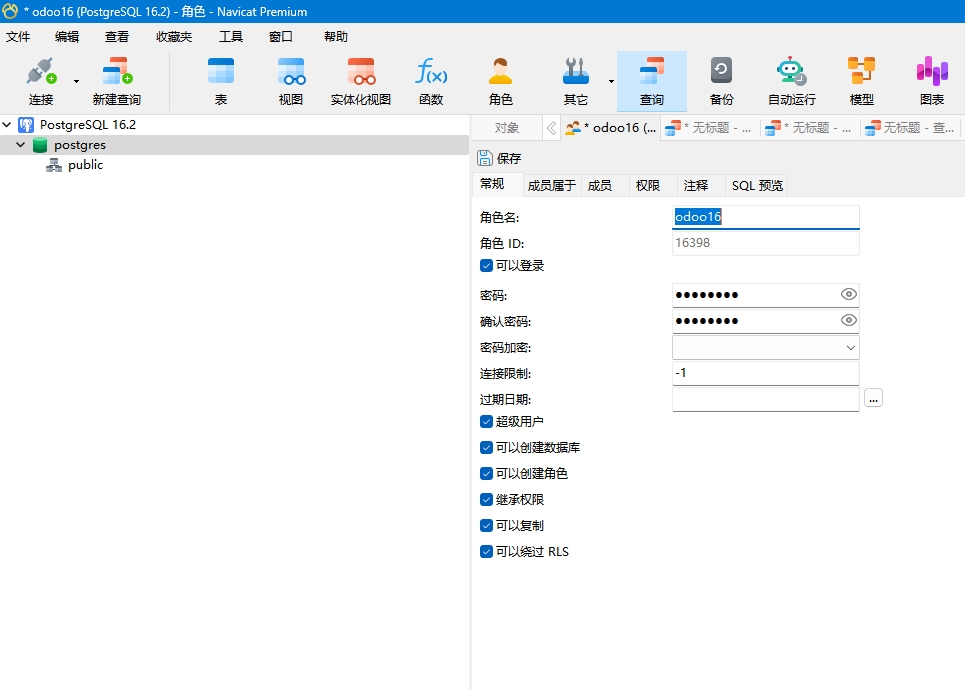 * odoo16 (PostgreSQL 16.2) - 角色 - Navicat Premium
文件 编辑 查看 收藏夹 工具 窗口 帮助
连接 新建查询 表 视图 实体化视图 函数 角色 其它 查询 备份 自动运行 模型 图表
PostgreSQL 16.2
postgres
public
对象 * odoo16 (... * 无标题 - ... * 无标题 - ... 无标题 - 查...
保存
常规 成员属于 成员 权限 注释 SQL 预览
角色名: odoo16
角色 ID: 16398
可以登录
密码: ●●●●●●●●
确认密码: ●●●●●●●●
密码加密:
连接限制: -1
过期日期: ...
超级用户
可以创建数据库
可以创建角色
继承权限
可以复制
可以绕过 RLS